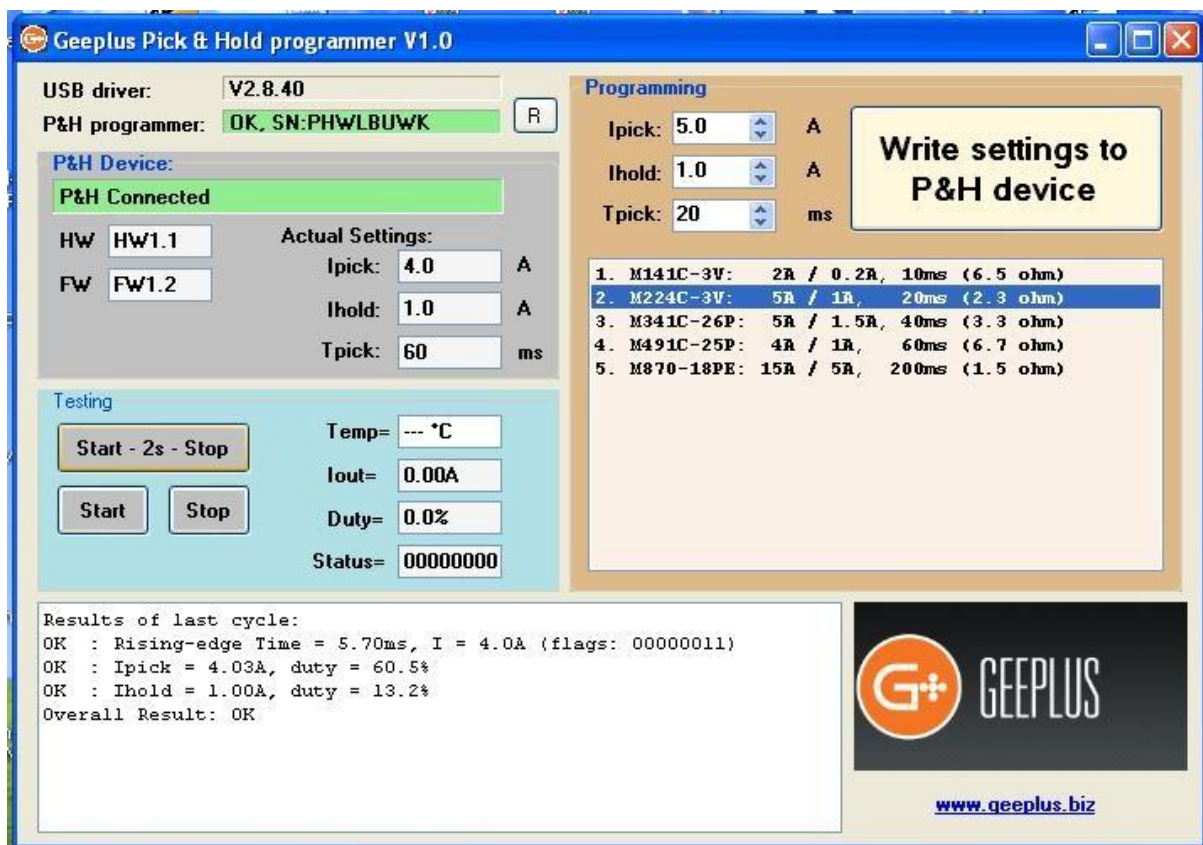 Geeplus Pick & Hold programmer V1.0
USB driver: V2.8.40
P&H programmer: OK, SN:PHWLBUWK
R
P&H Device:
P&H Connected
HW HW1.1
FW FW1.2
Actual Settings:
Ipick: 4.0 A
Ihold: 1.0 A
Tpick: 60 ms
Testing
Start - 2s - Stop
Start Stop
Temp= --- °C
Iout= 0.00A
Duty= 0.0%
Status= 00000000
Programming
Ipick: 5.0 A
Ihold: 1.0 A
Tpick: 20 ms
Write settings to
P&H device
1. M141C-3V: 2A / 0.2A, 10ms (6.5 ohm)
2. M224C-3V: 5A / 1A, 20ms (2.3 ohm)
3. M341C-26P: 5A / 1.5A, 40ms (3.3 ohm)
4. M491C-25P: 4A / 1A, 60ms (6.7 ohm)
5. M870-18PE: 15A / 5A, 200ms (1.5 ohm)
Results of last cycle:
OK : Rising-edge Time = 5.70ms, I = 4.0A (flags: 00000011)
OK : Ipick = 4.03A, duty = 60.5%
OK : Ihold = 1.00A, duty = 13.2%
Overall Result: OK
G+ GEEPLUS
www.geeplus.biz